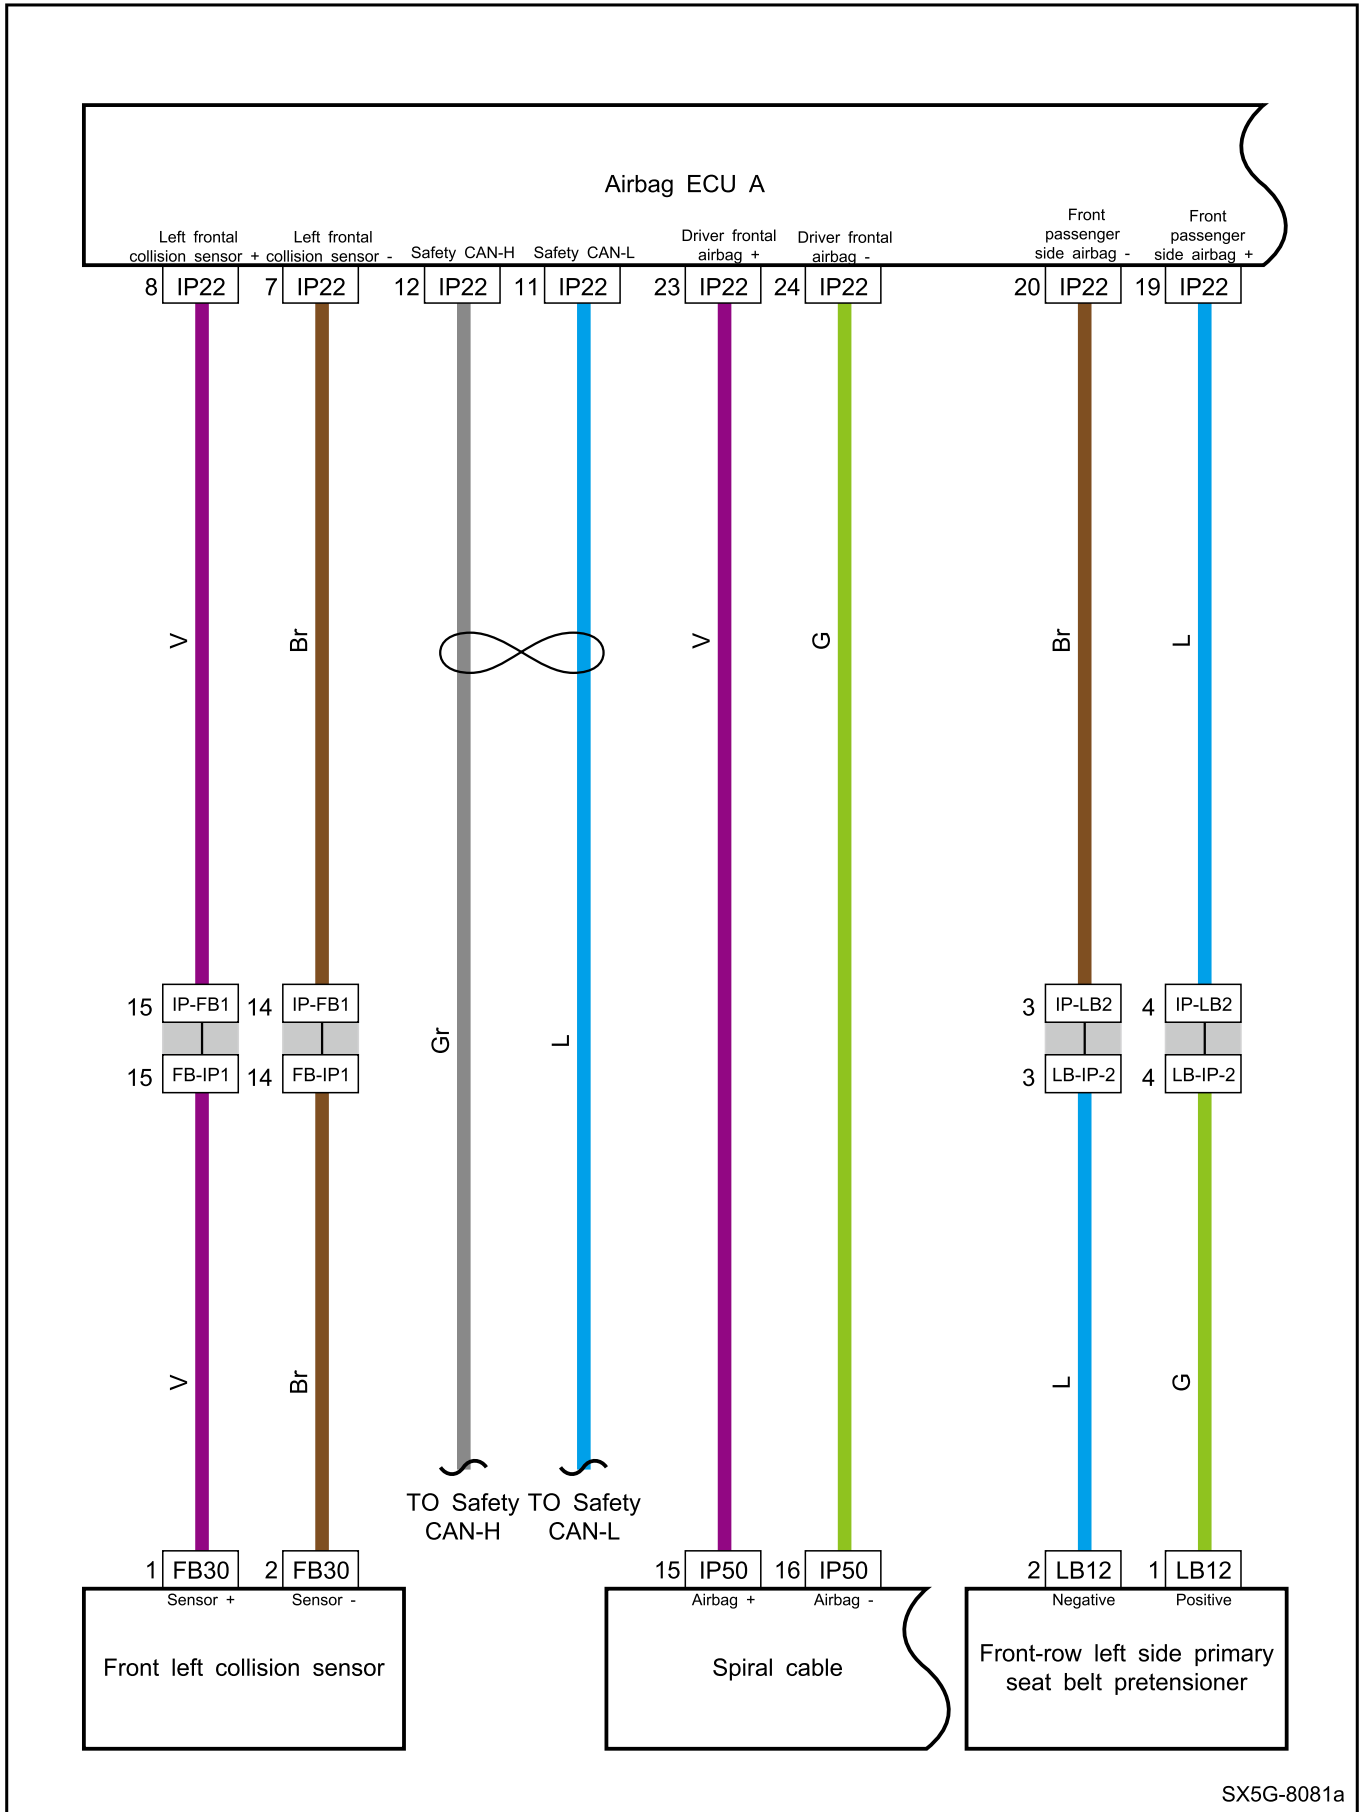 Airbag ECU A
Left frontal
collision sensor +
Left frontal
collision sensor -
Safety CAN-H
Safety CAN-L
Driver frontal
airbag +
Driver frontal
airbag -
Front
passenger
side airbag -
Front
passenger
side airbag +
8 IP22 7 IP22 12 IP22 11 IP22 23 IP22 24 IP22 20 IP22 19 IP22
V Br V G Br L
15 IP-FB1 14 IP-FB1 3 IP-LB2 4 IP-LB2
Gr L
15 FB-IP1 14 FB-IP1 3 LB-IP-2 4 LB-IP-2
V Br L G
TO Safety
CAN-H
TO Safety
CAN-L
1 FB30 2 FB30 15 IP50 16 IP50 2 LB12 1 LB12
Sensor + Sensor - Airbag + Airbag - Negative Positive
Front left collision sensor
Spiral cable
Front-row left side primary
seat belt pretensioner
SX5G-8081a